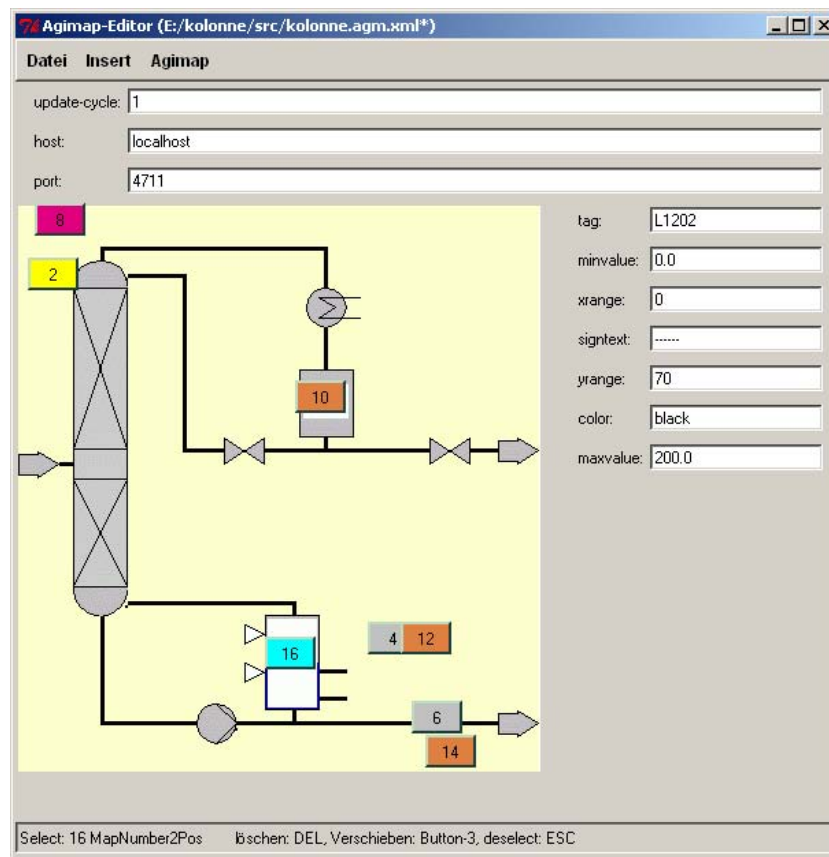 Agimap-Editor (E:/kolonne/src/kolonne.agm.xml*)
Datei Insert Agimap
update-cycle: 1
host: localhost
port: 4711
8
tag: L1202
2
minvalue: 0.0
xrange: 0
signtext: ------
yrange: 70
10
color: black
maxvalue: 200.0
4 12
16
6
14
Select: 16 MapNumber2Pos löschen: DEL, Verschieben: Button-3, deselect: ESC